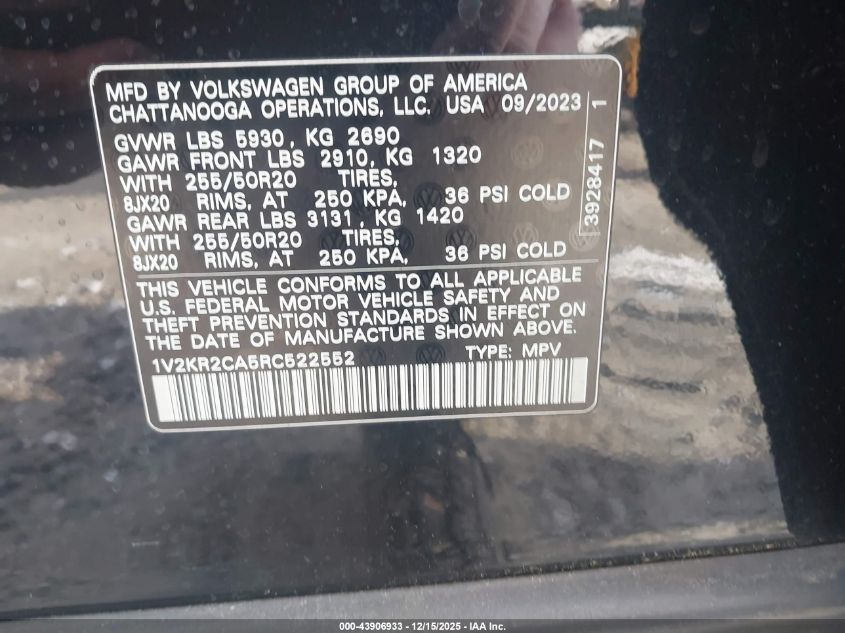 MFD BY VOLKSWAGEN GROUP OF AMERICA
CHATTANOOGA OPERATIONS, LLC. USA 09/2023
GVWR LBS 5930, KG 2690
GAWR FRONT LBS 2910, KG 1320
WITH 255/50R20 TIRES,
8JX20 RIMS, AT 250 KPA, 36 PSI COLD
GAWR REAR LBS 3131, KG 1420
WITH 255/50R20 TIRES,
8JX20 RIMS, AT 250 KPA, 36 PSI COLD
THIS VEHICLE CONFORMS TO ALL APPLICABLE
U.S. FEDERAL MOTOR VEHICLE SAFETY AND
THEFT PREVENTION STANDARDS IN EFFECT ON
THE DATE OF MANUFACTURE SHOWN ABOVE.
1V2KR2CA5RC522552 TYPE: MPV
3928417 1
000-43906933 - 12/15/2025 - IAA Inc.